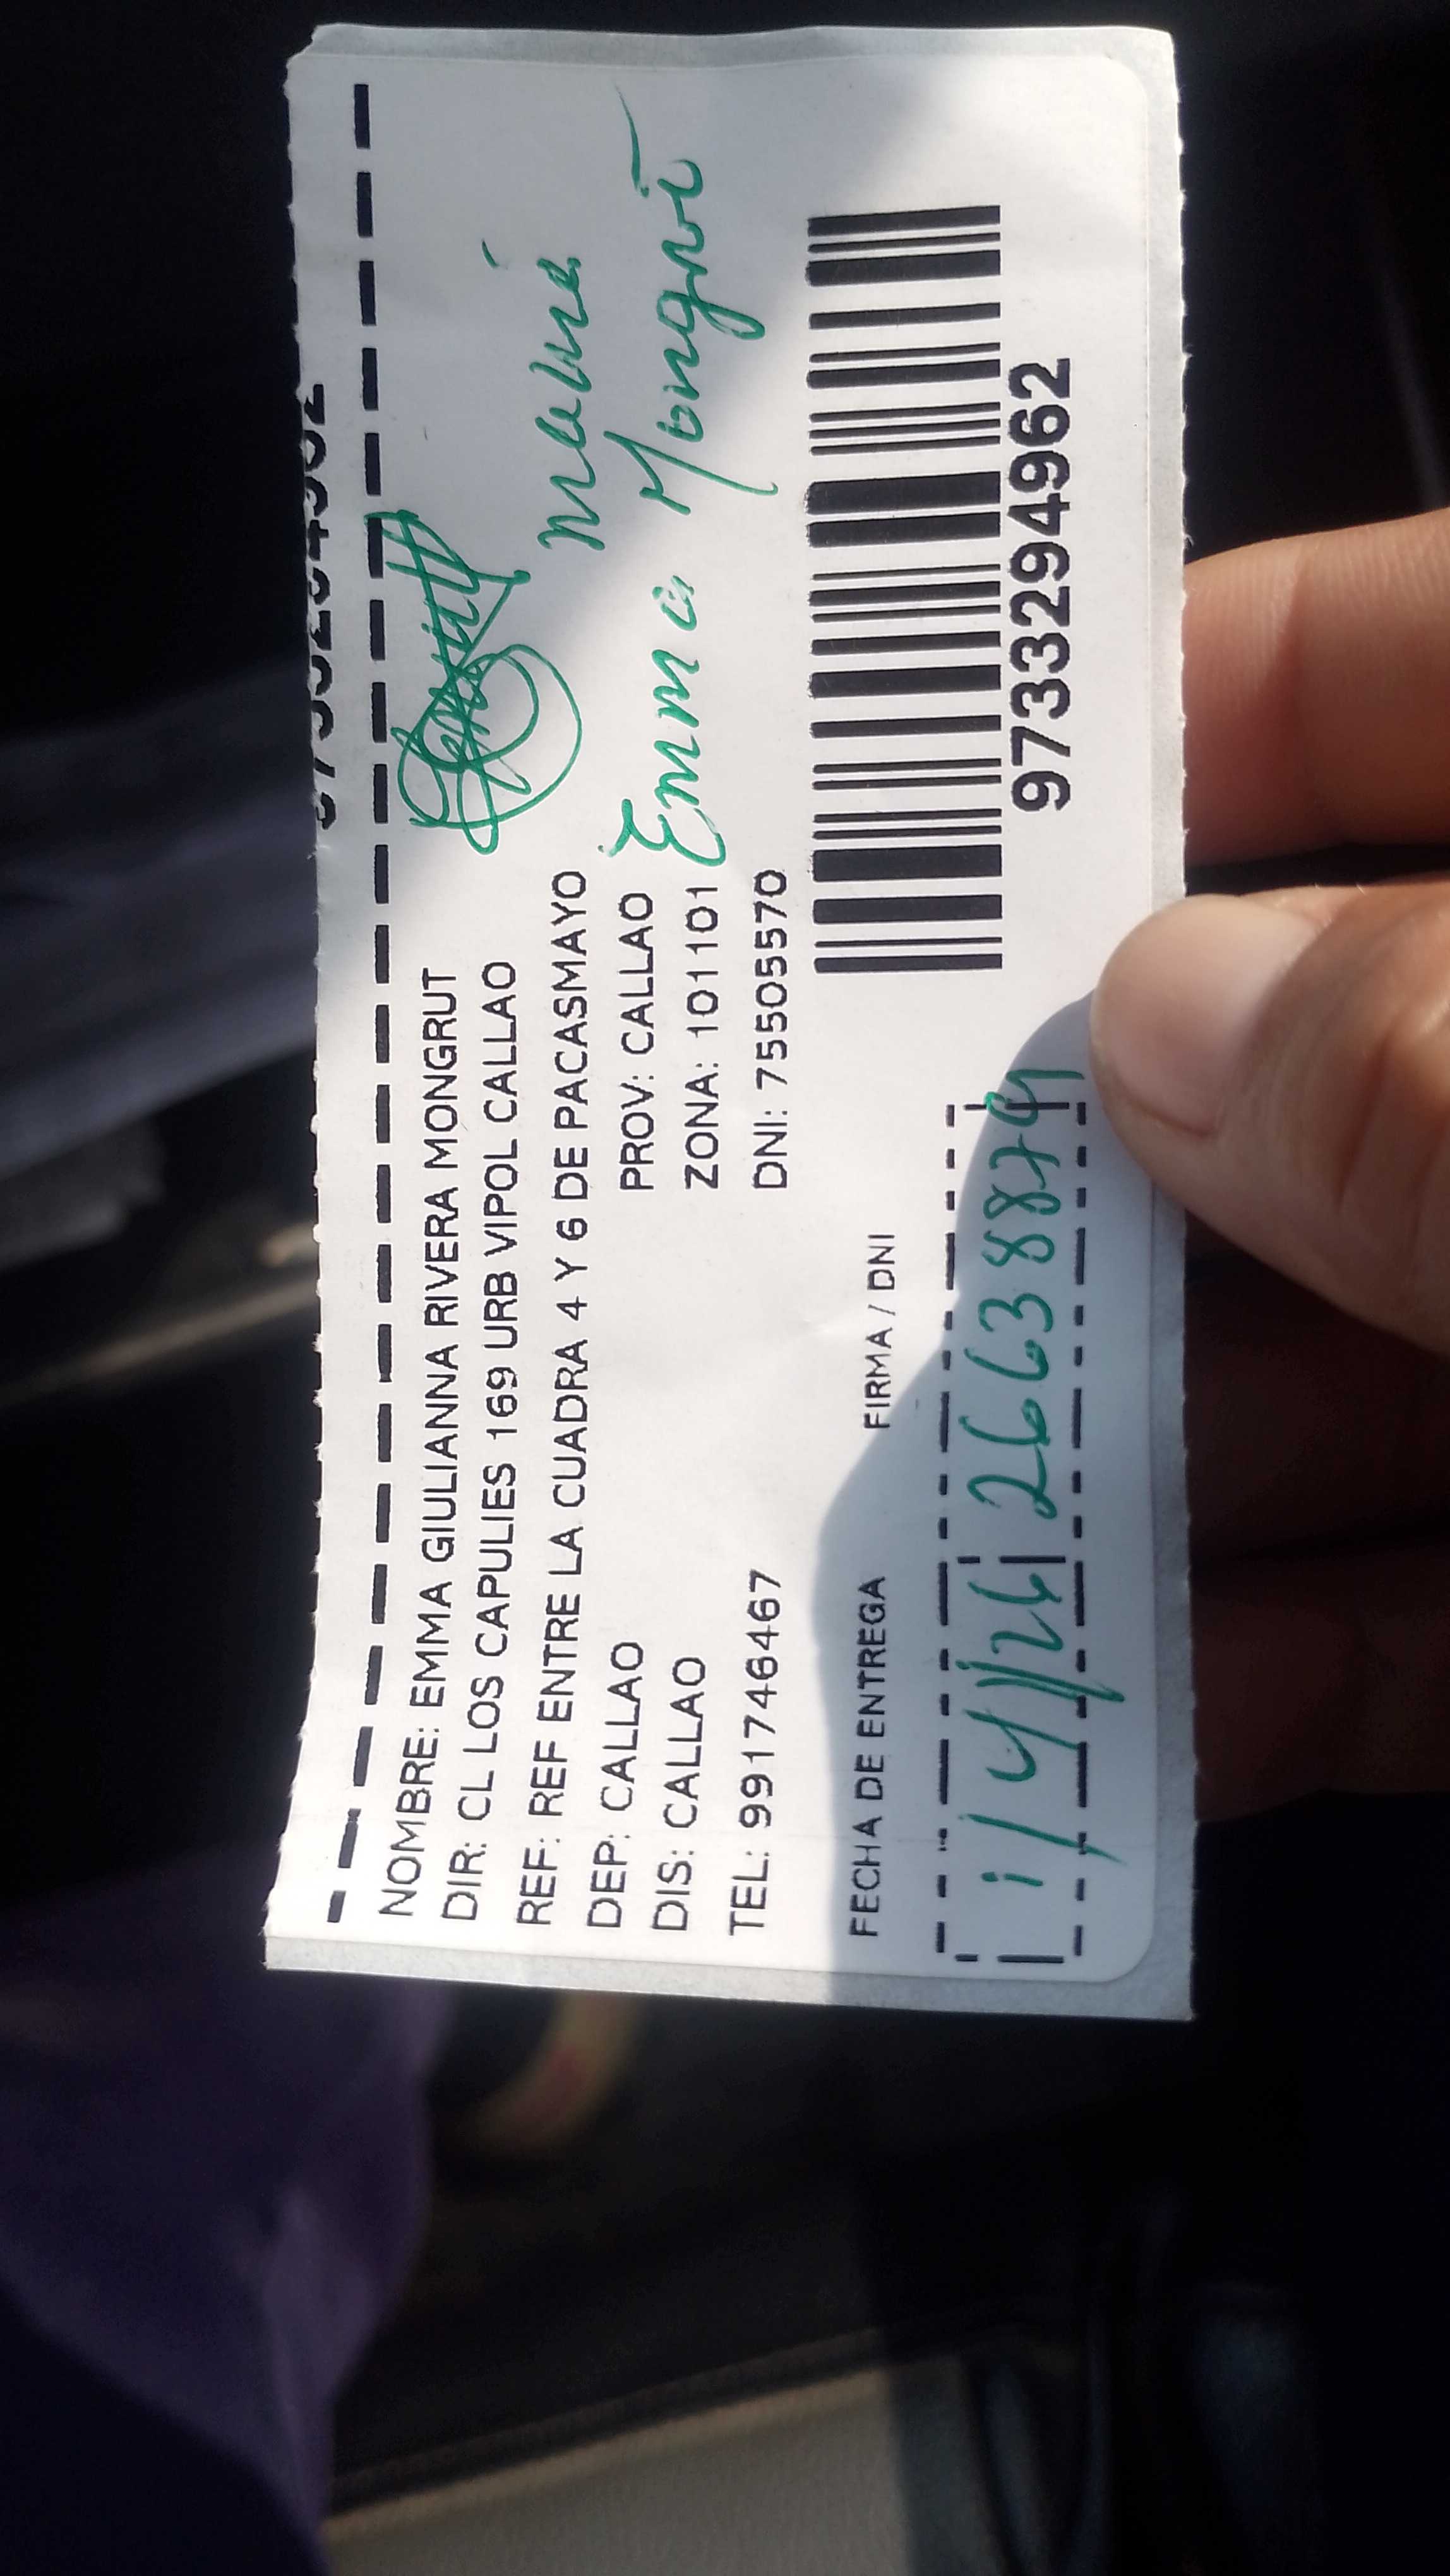 NOMBRE: EMMA GIULIANNA RIVERA MONGRUT
DIR: CL LOS CAPULIES 169 URB VIPOL CALLAO
REF: REF ENTRE LA CUADRA 4 Y 6 DE PACASMAYO
DEP: CALLAO PROV: CALLAO
DIS: CALLAO ZONA: 101101
TEL: 991746467 DNI: 75505570
mamá
Emma Mongrut
FECHA DE ENTREGA FIRMA / DNI
9733294962